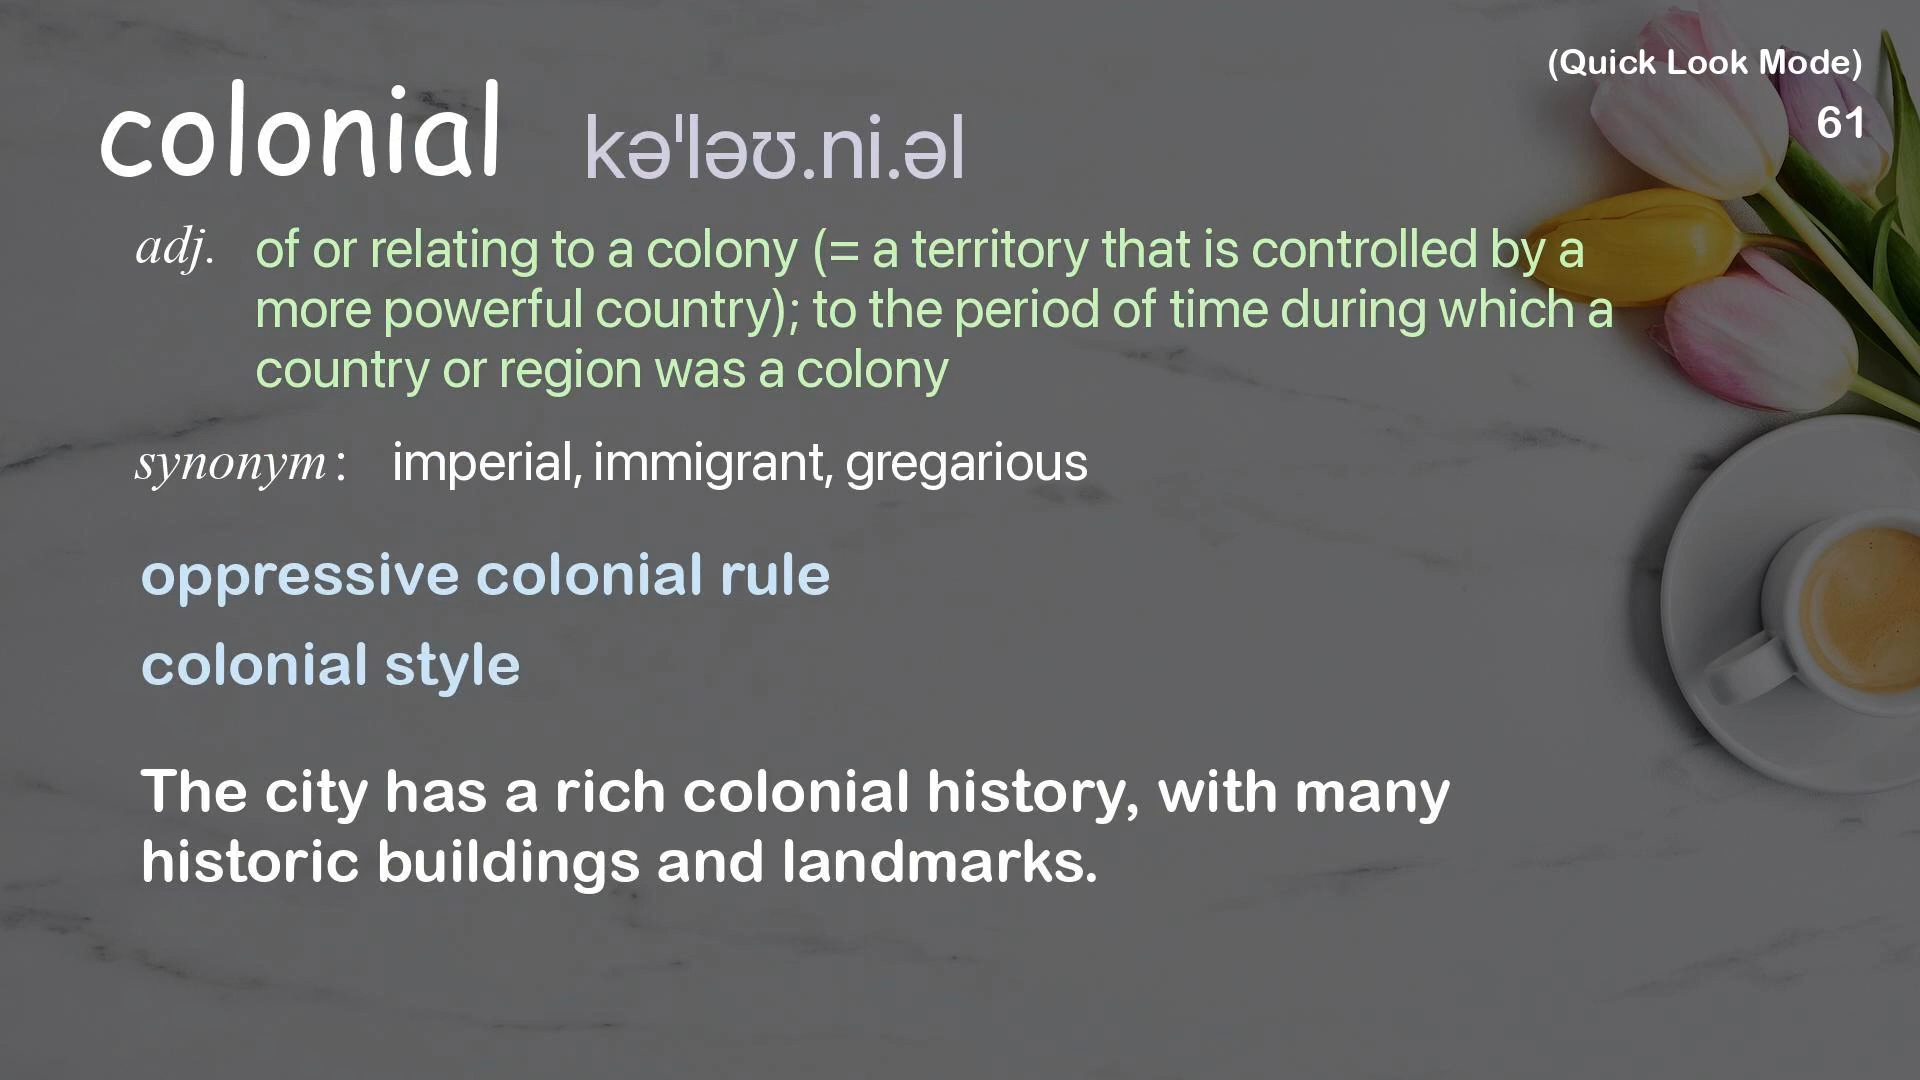 (Quick Look Mode)
61
colonial kəˈləʊ.ni.əl
adj. of or relating to a colony (= a territory that is controlled by a
more powerful country); to the period of time during which a
country or region was a colony
synonym: imperial, immigrant, gregarious
oppressive colonial rule
colonial style
The city has a rich colonial history, with many
historic buildings and landmarks.